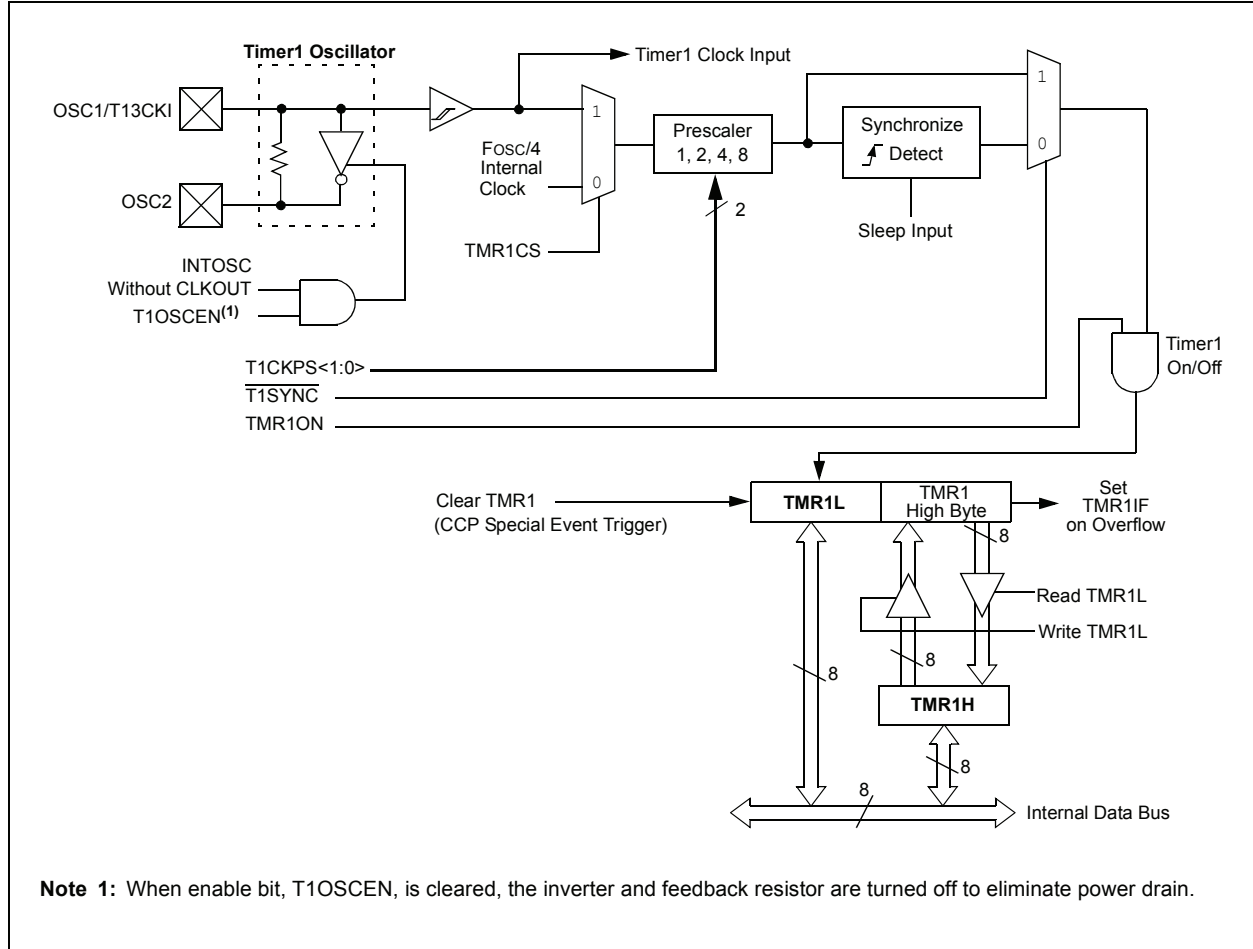 Timer1 Oscillator
Timer1 Clock Input
OSC1/T13CKI
1
FOSC/4
Internal
Clock
0
Prescaler
1, 2, 4, 8
2
Synchronize
Detect
1
0
OSC2
Sleep Input
TMR1CS
INTOSC
Without CLKOUT
T1OSCEN(1)
Timer1
On/Off
T1CKPS<1:0>
T1SYNC
TMR1ON
Clear TMR1
(CCP Special Event Trigger)
TMR1L
TMR1
High Byte
Set
TMR1IF
on Overflow
8
Read TMR1L
Write TMR1L
8
8
TMR1H
8
8
Internal Data Bus
Note 1: When enable bit, T1OSCEN, is cleared, the inverter and feedback resistor are turned off to eliminate power drain.